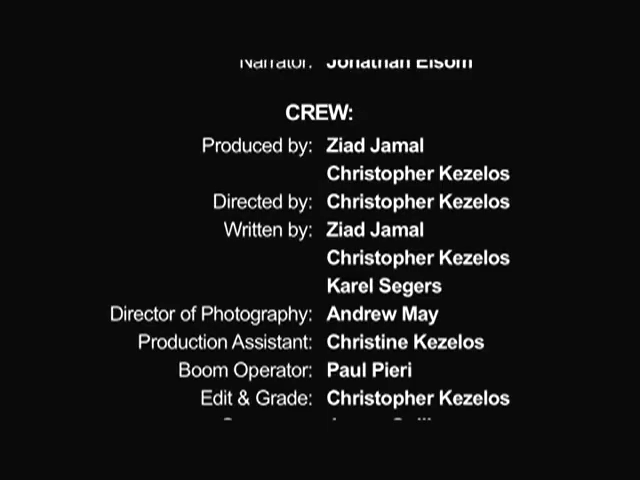 Narrator: Jonathan Elsom
CREW:
Produced by: Ziad Jamal
Christopher Kezelos
Directed by: Christopher Kezelos
Written by: Ziad Jamal
Christopher Kezelos
Karel Segers
Director of Photography: Andrew May
Production Assistant: Christine Kezelos
Boom Operator: Paul Pieri
Edit & Grade: Christopher Kezelos